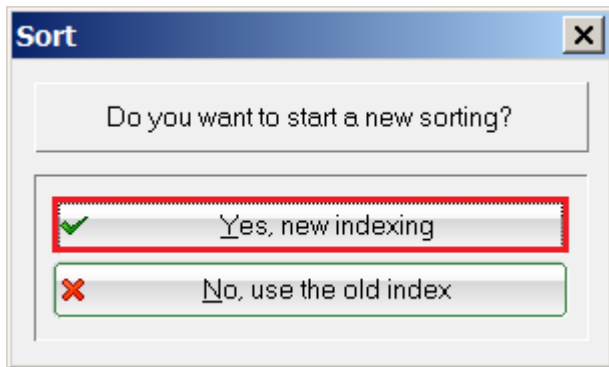 Sort
Do you want to start a new sorting?
Yes, new indexing
No, use the old index